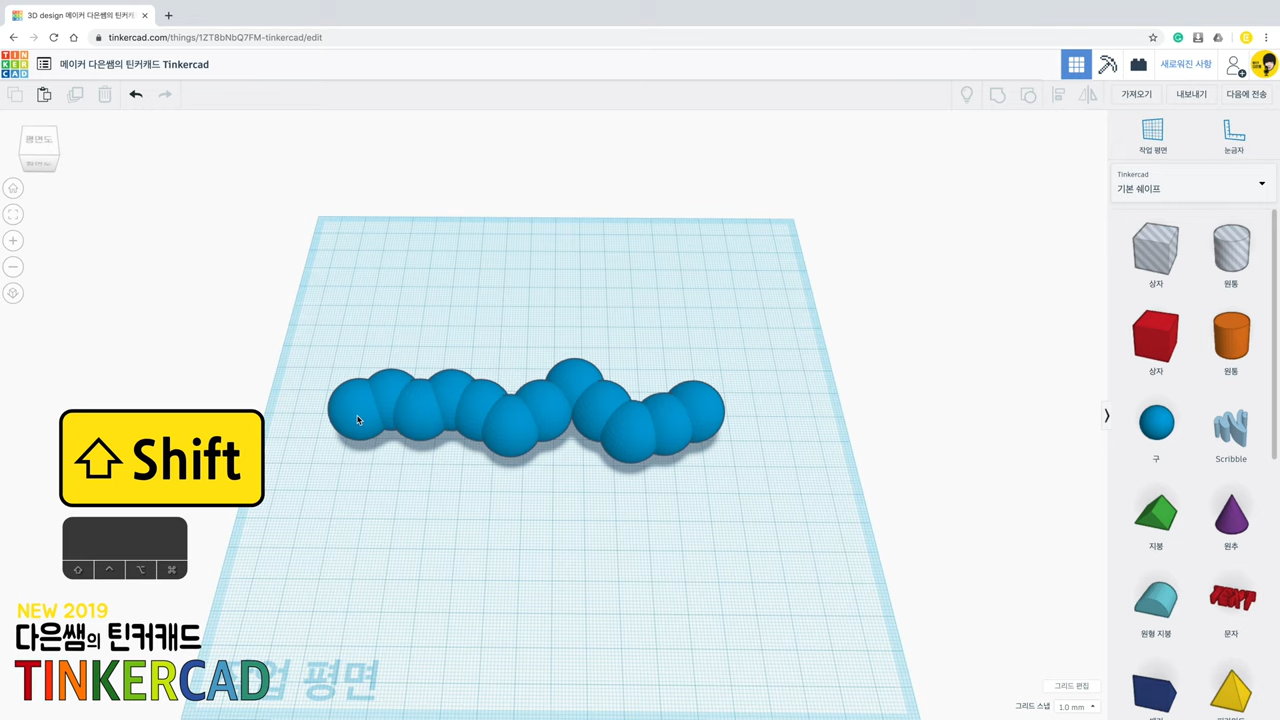 3D design 메이커 다은쌤의 틴커캐
tinkercad.com/things/1ZT8bNbQ7FM-tinkercad/edit
TIN
KER
CAD
메이커 다은쌤의 틴커캐드 Tinkercad
새로워진 사항
가져오기
내보내기
다음에 전송
평면도
작업 평면
눈금자
Tinkercad
기본 쉐이프
상자
원통
상자
원통
구
Scribble
지붕
원추
원형 지붕
TEXT
문자
Shift
NEW 2019
다은쌤의 틴커캐드
TINKERCAD
업 평면
그리드 편집
그리드 스냅
1.0 mm